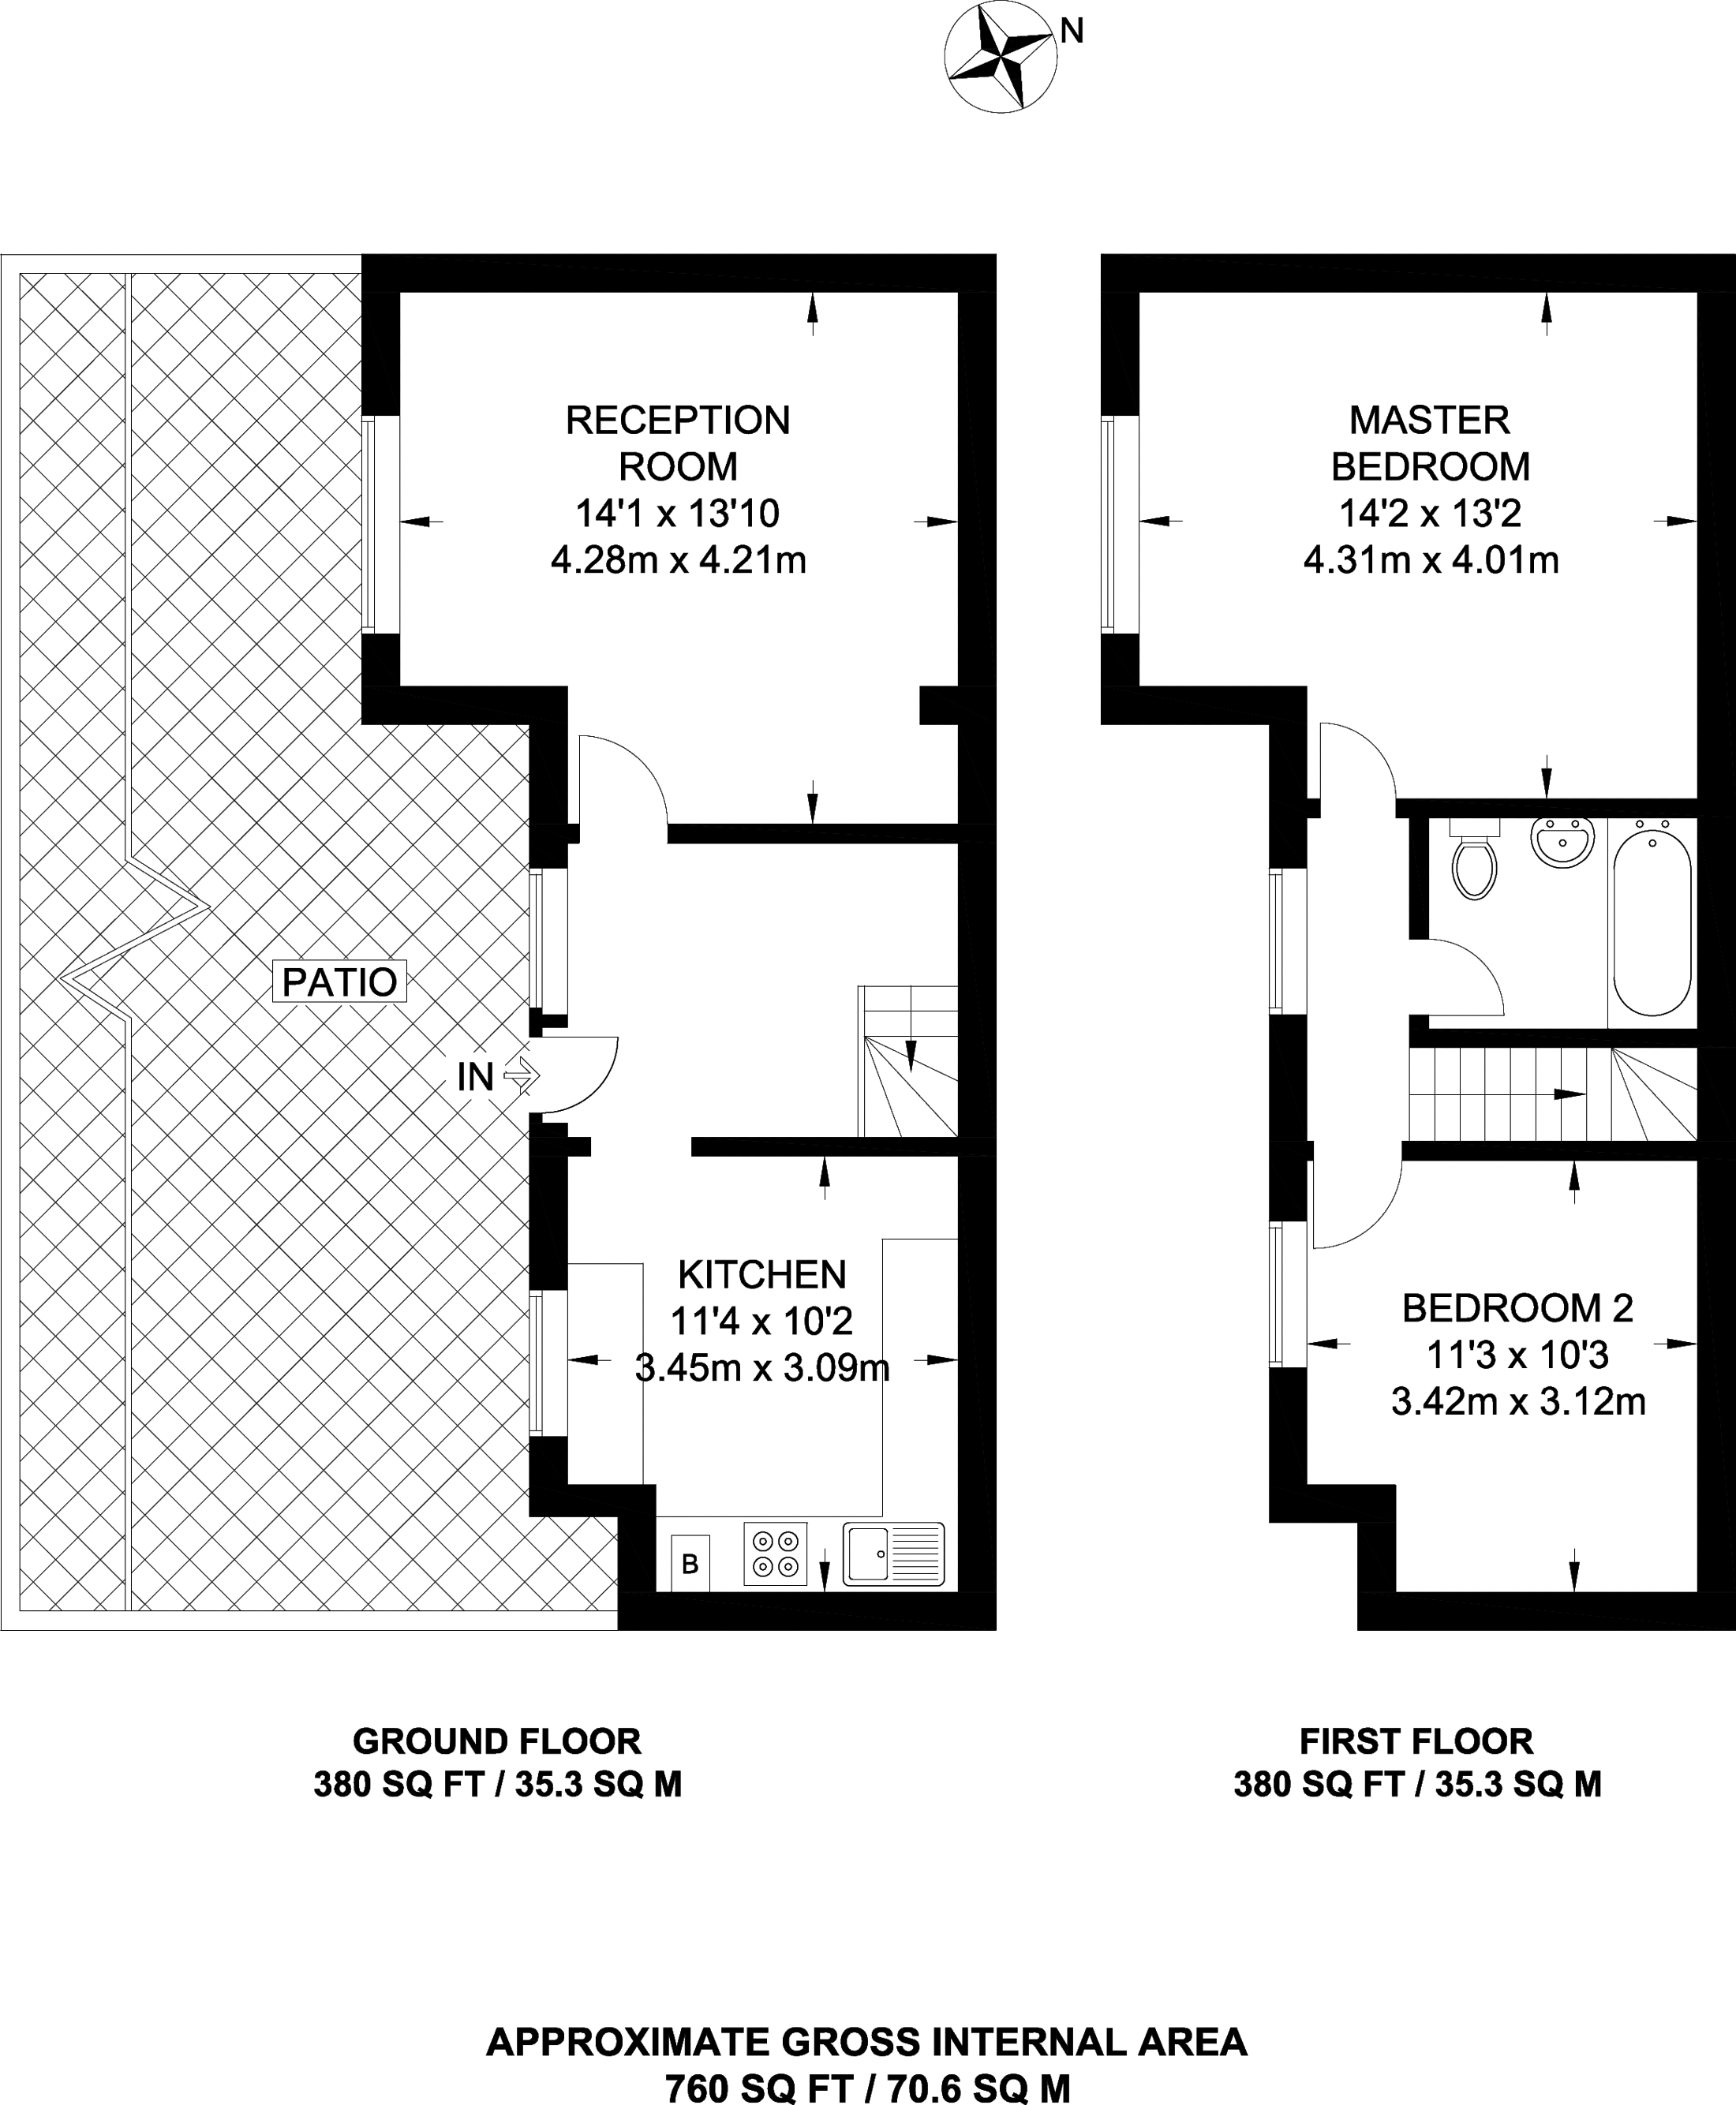 N
RECEPTION
ROOM
14'1 x 13'10
4.28m x 4.21m
MASTER
BEDROOM
14'2 x 13'2
4.31m x 4.01m
PATIO
IN
KITCHEN
11'4 x 10'2
3.45m x 3.09m
BEDROOM 2
11'3 x 10'3
3.42m x 3.12m
B
GROUND FLOOR
380 SQ FT / 35.3 SQ M
FIRST FLOOR
380 SQ FT / 35.3 SQ M
APPROXIMATE GROSS INTERNAL AREA
760 SQ FT / 70.6 SQ M